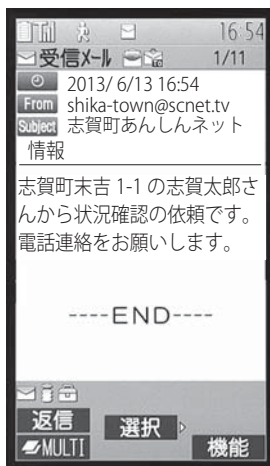 16:54
受信メール 1/11
2013/ 6/13 16:54
From shika-town@scnet.tv
Subject 志賀町あんしんネット
情報
志賀町末吉 1-1 の志賀太郎さ
んから状況確認の依頼です。
電話連絡をお願いします。
----END----
返信 選択
MULTI 機能